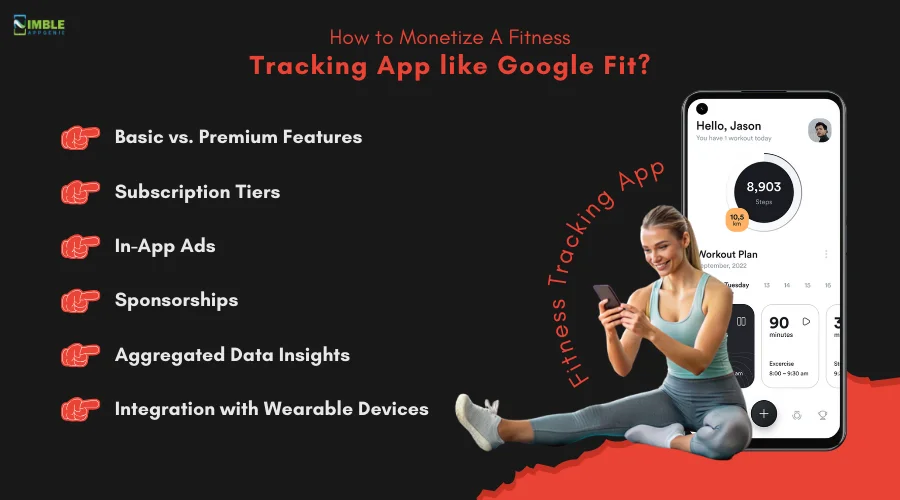 IMBLE
APPGENIE
How to Monetize A Fitness
Tracking App like Google Fit?
Basic vs. Premium Features
Subscription Tiers
In-App Ads
Sponsorships
Aggregated Data Insights
Integration with Wearable Devices
Fitness Tracking App
Hello, Jason
You have 1 workout today
8,903
Steps
10,5
km
Workout Plan
September, 2022
Tuesday
13 14 15 16
90
minutes
Excercise
8:00 – 9:30 am
am